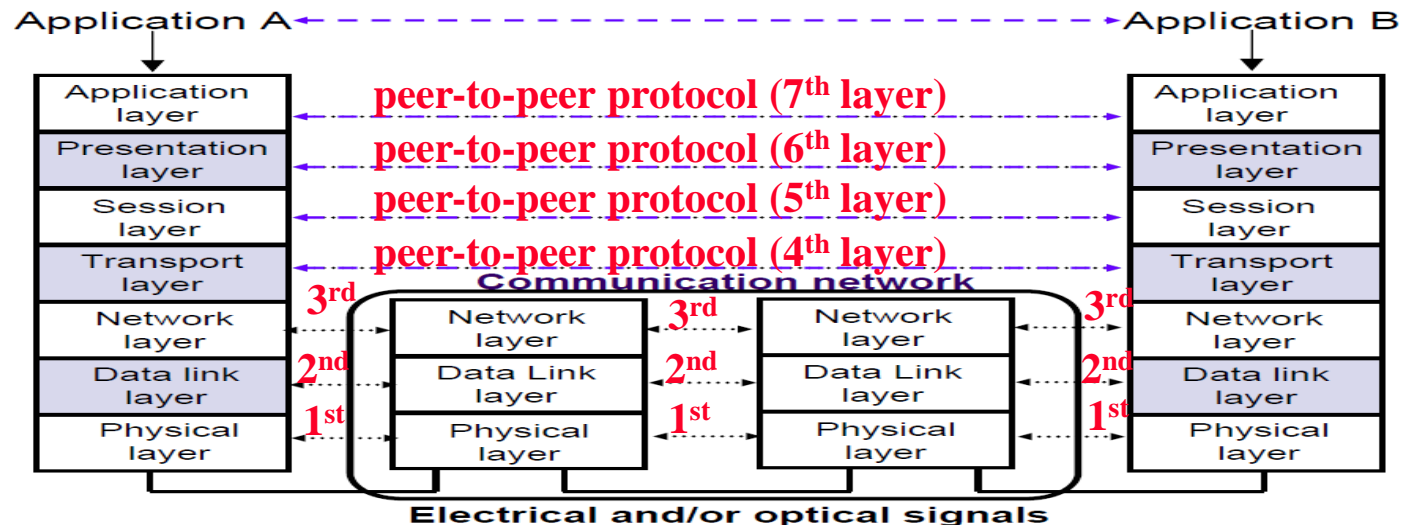 Application A
Application B
Application
layer
peer-to-peer protocol (7th layer)
Application
layer
Presentation
layer
peer-to-peer protocol (6th layer)
Presentation
layer
Session
layer
peer-to-peer protocol (5th layer)
Session
layer
Transport
layer
peer-to-peer protocol (4th layer)
Transport
layer
Communication network
Network
layer
3rd
Network
layer
3rd
Network
layer
3rd
Network
layer
Data link
layer
2nd
Data Link
layer
2nd
Data Link
layer
2nd
Data link
layer
Physical
layer
1st
Physical
layer
1st
Physical
layer
1st
Physical
layer
Electrical and/or optical signals